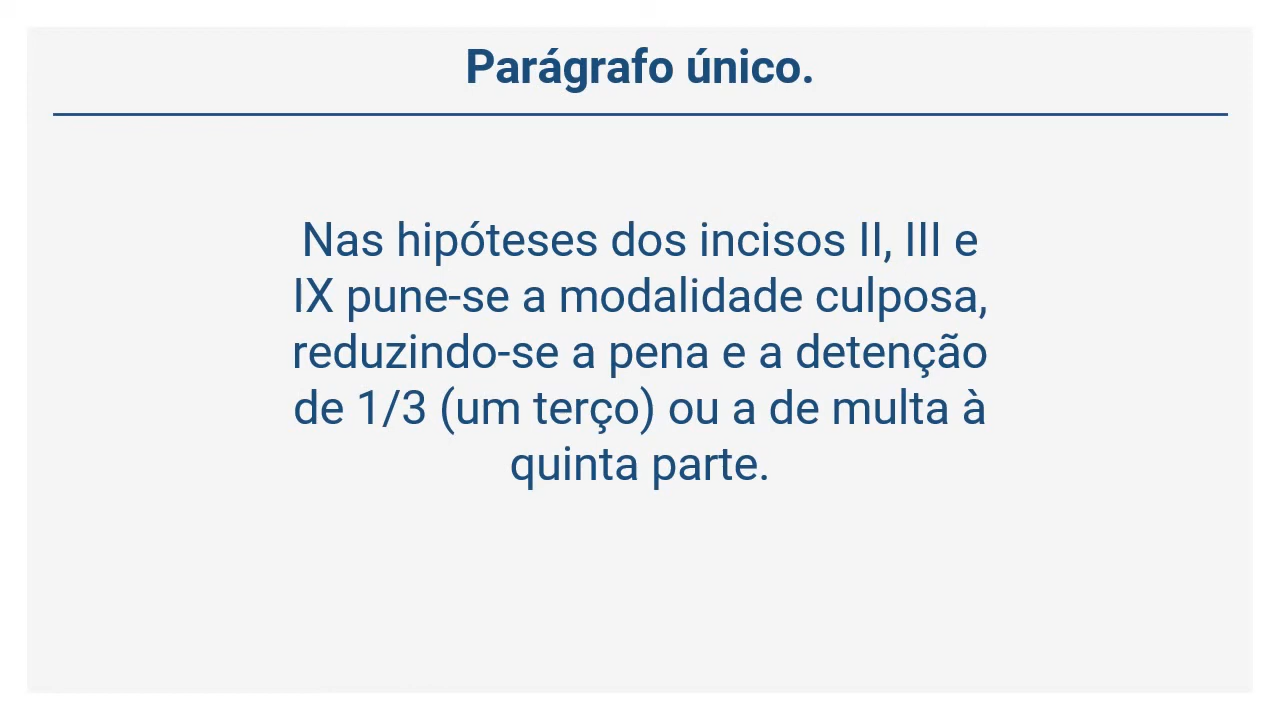 Parágrafo único.
Nas hipóteses dos incisos II, III e
IX pune-se a modalidade culposa,
reduzindo-se a pena e a detenção
de 1/3 (um terço) ou a de multa à
quinta parte.